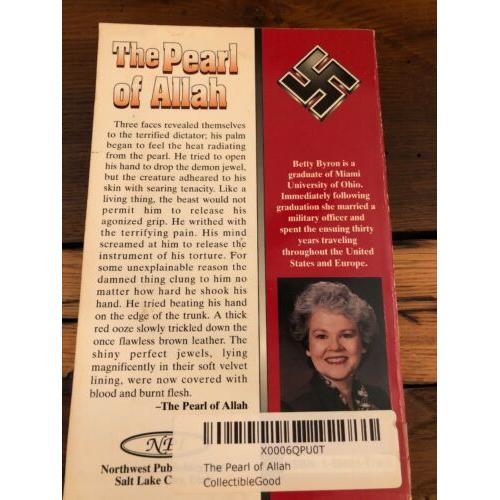 The Pearl
of Allah
Three faces revealed themselves
to the terrified dictator; his palm
began to feel the heat radiating
from the pearl. He tried to open
his hand to drop the demon jewel,
but the creature adheared to his
skin with searing tenacity. Like a
living thing, the beast would not
permit him to release his
agonized grip. He writhed with
the terrifying pain. His mind
screamed at him to release the
instrument of his torture. For
some unexplainable reason the
damned thing clung to him no
matter how hard he shook his
hand. He tried beating his hand
on the edge of the trunk. A thick
red ooze slowly trickled down the
once flawless brown leather. The
shiny perfect jewels, lying
magnificently in their soft velvet
lining, were now covered with
blood and burnt flesh.
–The Pearl of Allah
Northwest Pub
Salt Lake C
Betty Byron is a
graduate of Miami
University of Ohio.
Immediately following
graduation she married a
military officer and
spent the ensuing thirty
years traveling
throughout the United
States and Europe.
X0006QPU0T
The Pearl of Allah
CollectibleGood